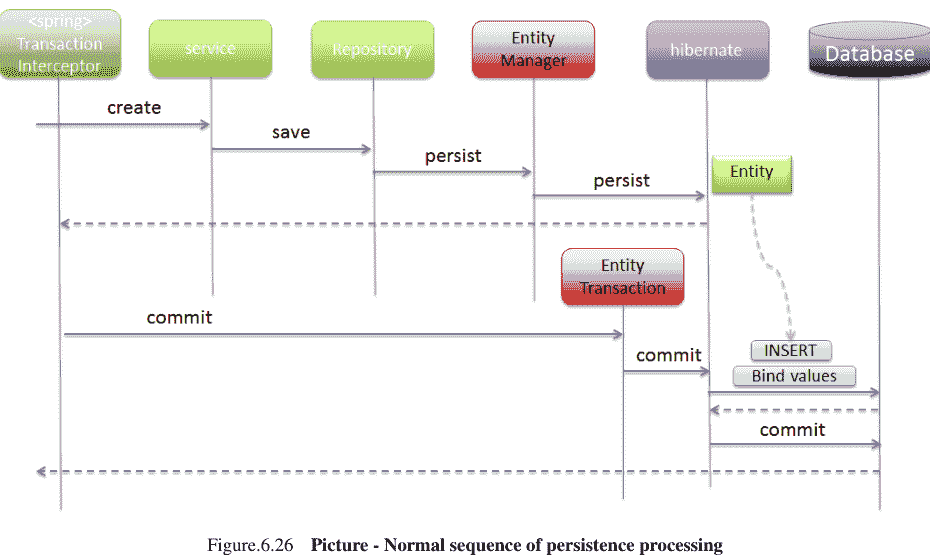 <spring>
Transaction
Interceptor
service
Repository
Entity
Manager
hibernate
Database
create
save
persist
persist
Entity
Entity
Transaction
commit
commit
INSERT
Bind values
commit
Figure.6.26 Picture - Normal sequence of persistence processing